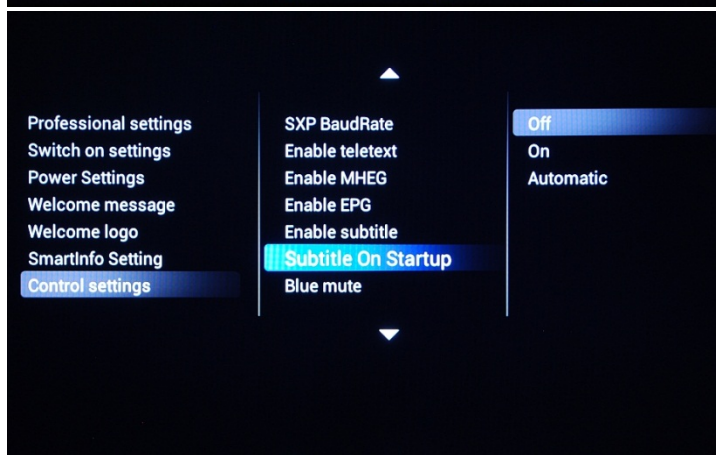 Professional settings
Switch on settings
Power Settings
Welcome message
Welcome logo
SmartInfo Setting
Control settings
SXP BaudRate
Enable teletext
Enable MHEG
Enable EPG
Enable subtitle
Subtitle On Startup
Blue mute
Off
On
Automatic